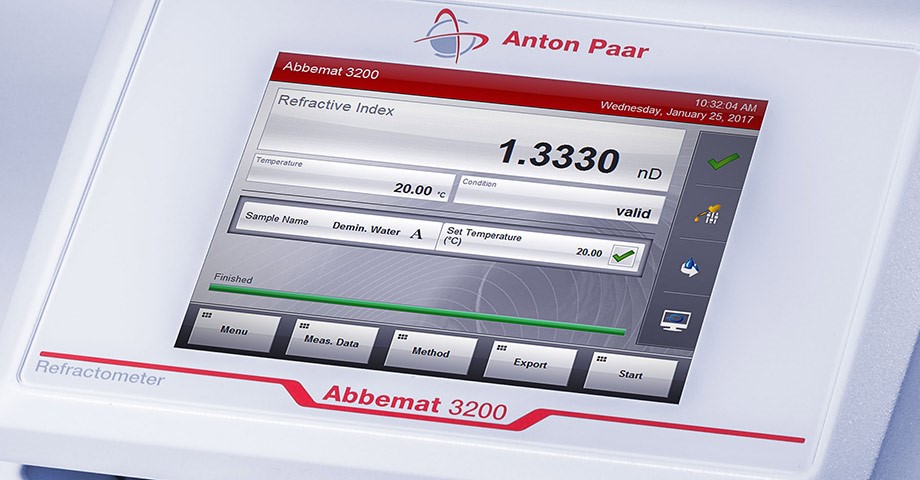 Anton Paar
Abbemat 3200
10:32:04 AM
Wednesday, January 25, 2017
Refractive Index
1.3330 nD
Temperature
20.00 °C
Condition
valid
Sample Name Demin. Water A
Set Temperature
(°C)
20.00
Finished
Menu
Meas. Data
Method
Export
Start
Refractometer
Abbemat 3200